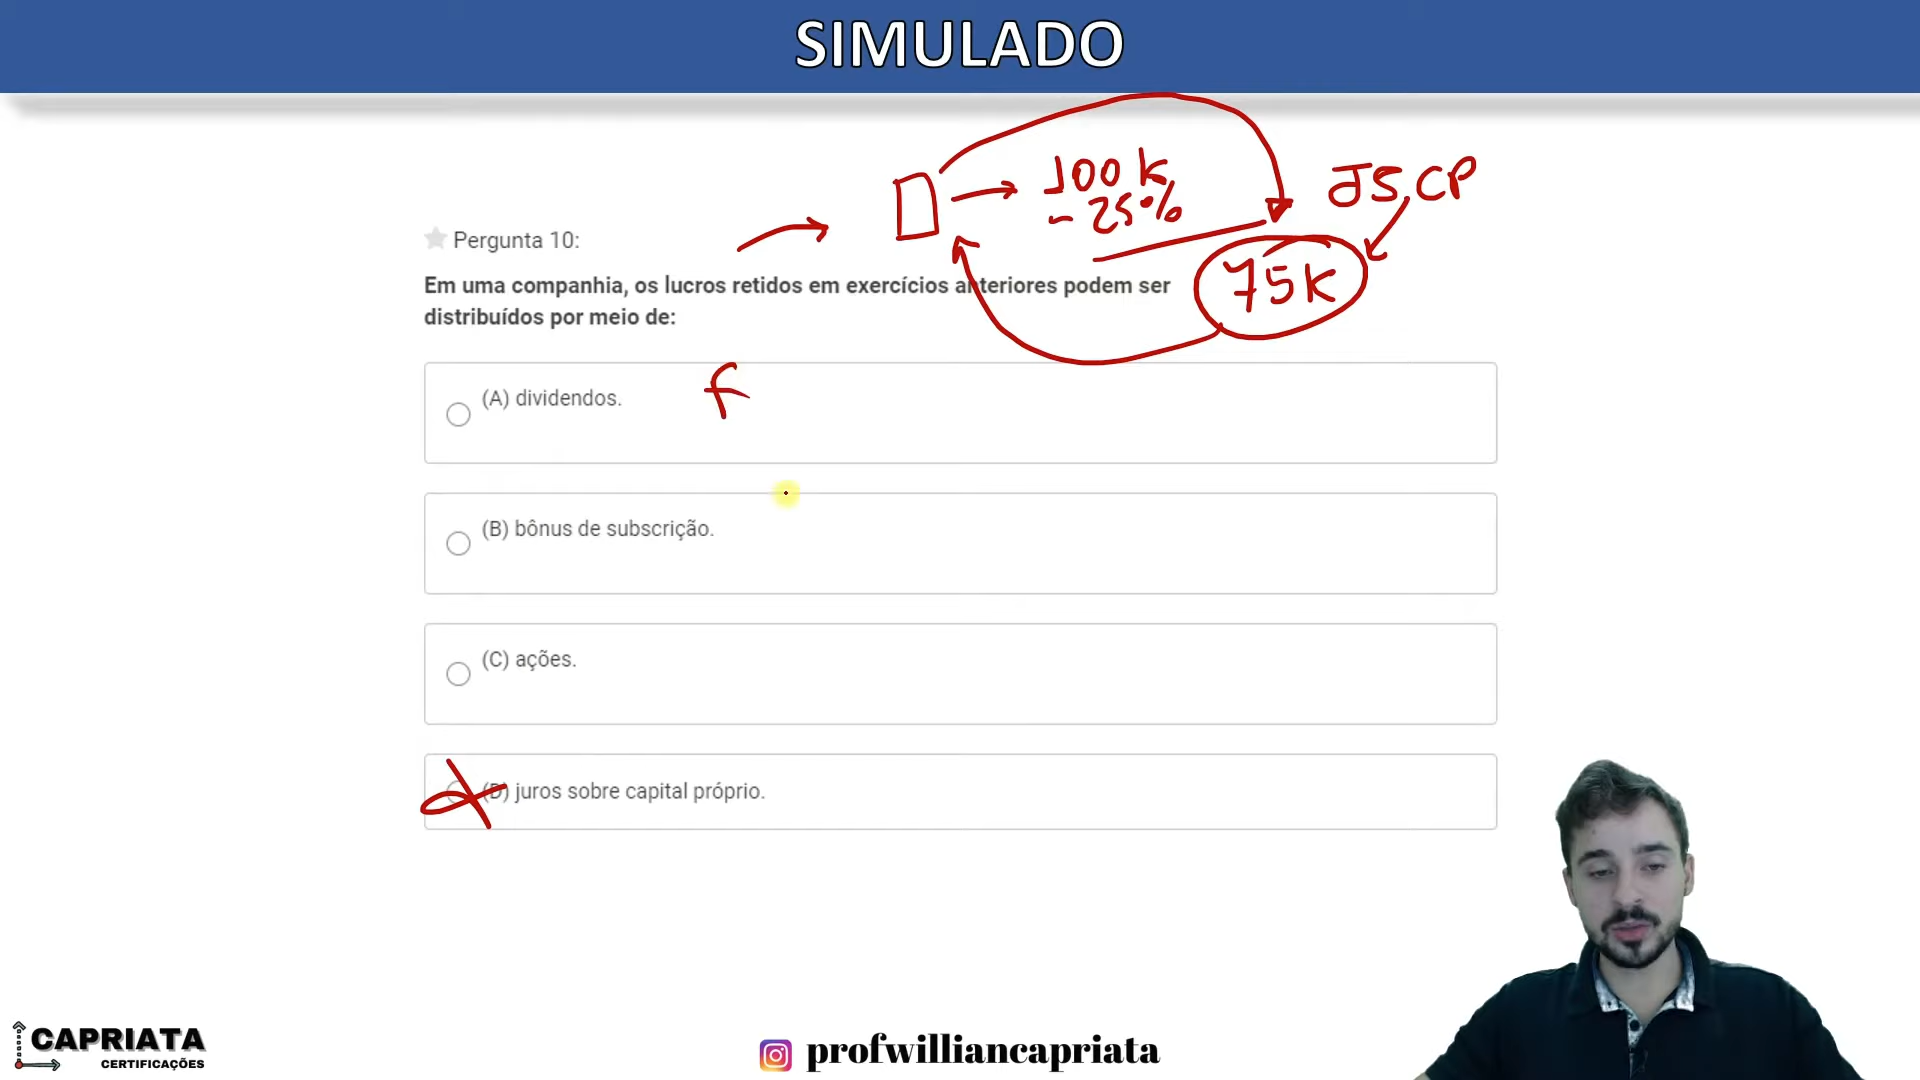 SIMULADO
100 K
- 25%
JSCP
75K
Pergunta 10:
Em uma companhia, os lucros retidos em exercícios anteriores podem ser
distribuídos por meio de:
(A) dividendos.
(B) bônus de subscrição.
(C) ações.
(D) juros sobre capital próprio.
CAPRIATA
CERTIFICAÇÕES
profwilliancapriata